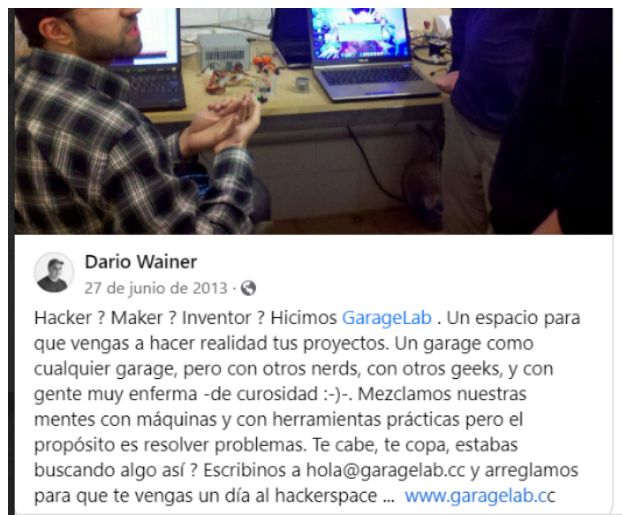 Dario Wainer
27 de junio de 2013 ·
Hacker ? Maker ? Inventor ? Hicimos GarageLab . Un espacio para
que vengas a hacer realidad tus proyectos. Un garage como
cualquier garage, pero con otros nerds, con otros geeks, y con
gente muy enferma -de curosidad :-)-. Mezclamos nuestras
mentes con máquinas y con herramientas prácticas pero el
propósito es resolver problemas. Te cabe, te copa, estabas
buscando algo así ? Escribinos a hola@garagelab.cc y arreglamos
para que te vengas un día al hackerspace ... www.garagelab.cc